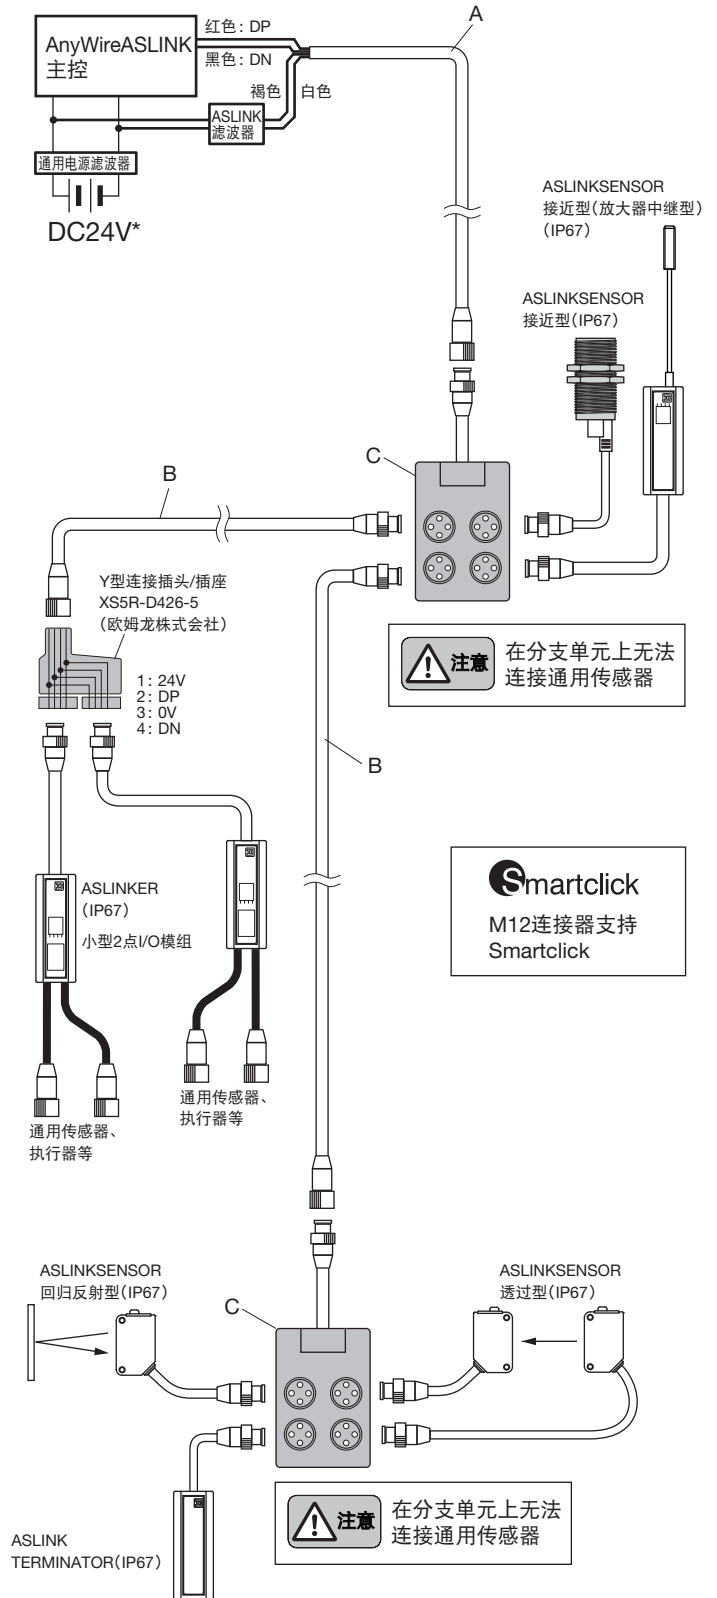 A
红色: DP
AnyWireASLINK
主控
黑色: DN
褐色
白色
ASLINK
滤波器
通用电源滤波器
DC24V*
ASLINKSENSOR
接近型(放大器中继型)
(IP67)
ASLINKSENSOR
接近型(IP67)
C
B
Y型连接插头/插座
XS5R-D426-5
(欧姆龙株式会社)
1: 24V
2: DP
3: 0V
4: DN
注意
在分支单元上无法
连接通用传感器
B
ASLINKER
(IP67)
小型2点I/O模组
Smartclick
M12连接器支持
Smartclick
通用传感器、
执行器等
通用传感器、
执行器等
ASLINKSENSOR
回归反射型(IP67)
C
ASLINKSENSOR
透过型(IP67)
注意
在分支单元上无法
连接通用传感器
ASLINK
TERMINATOR(IP67)